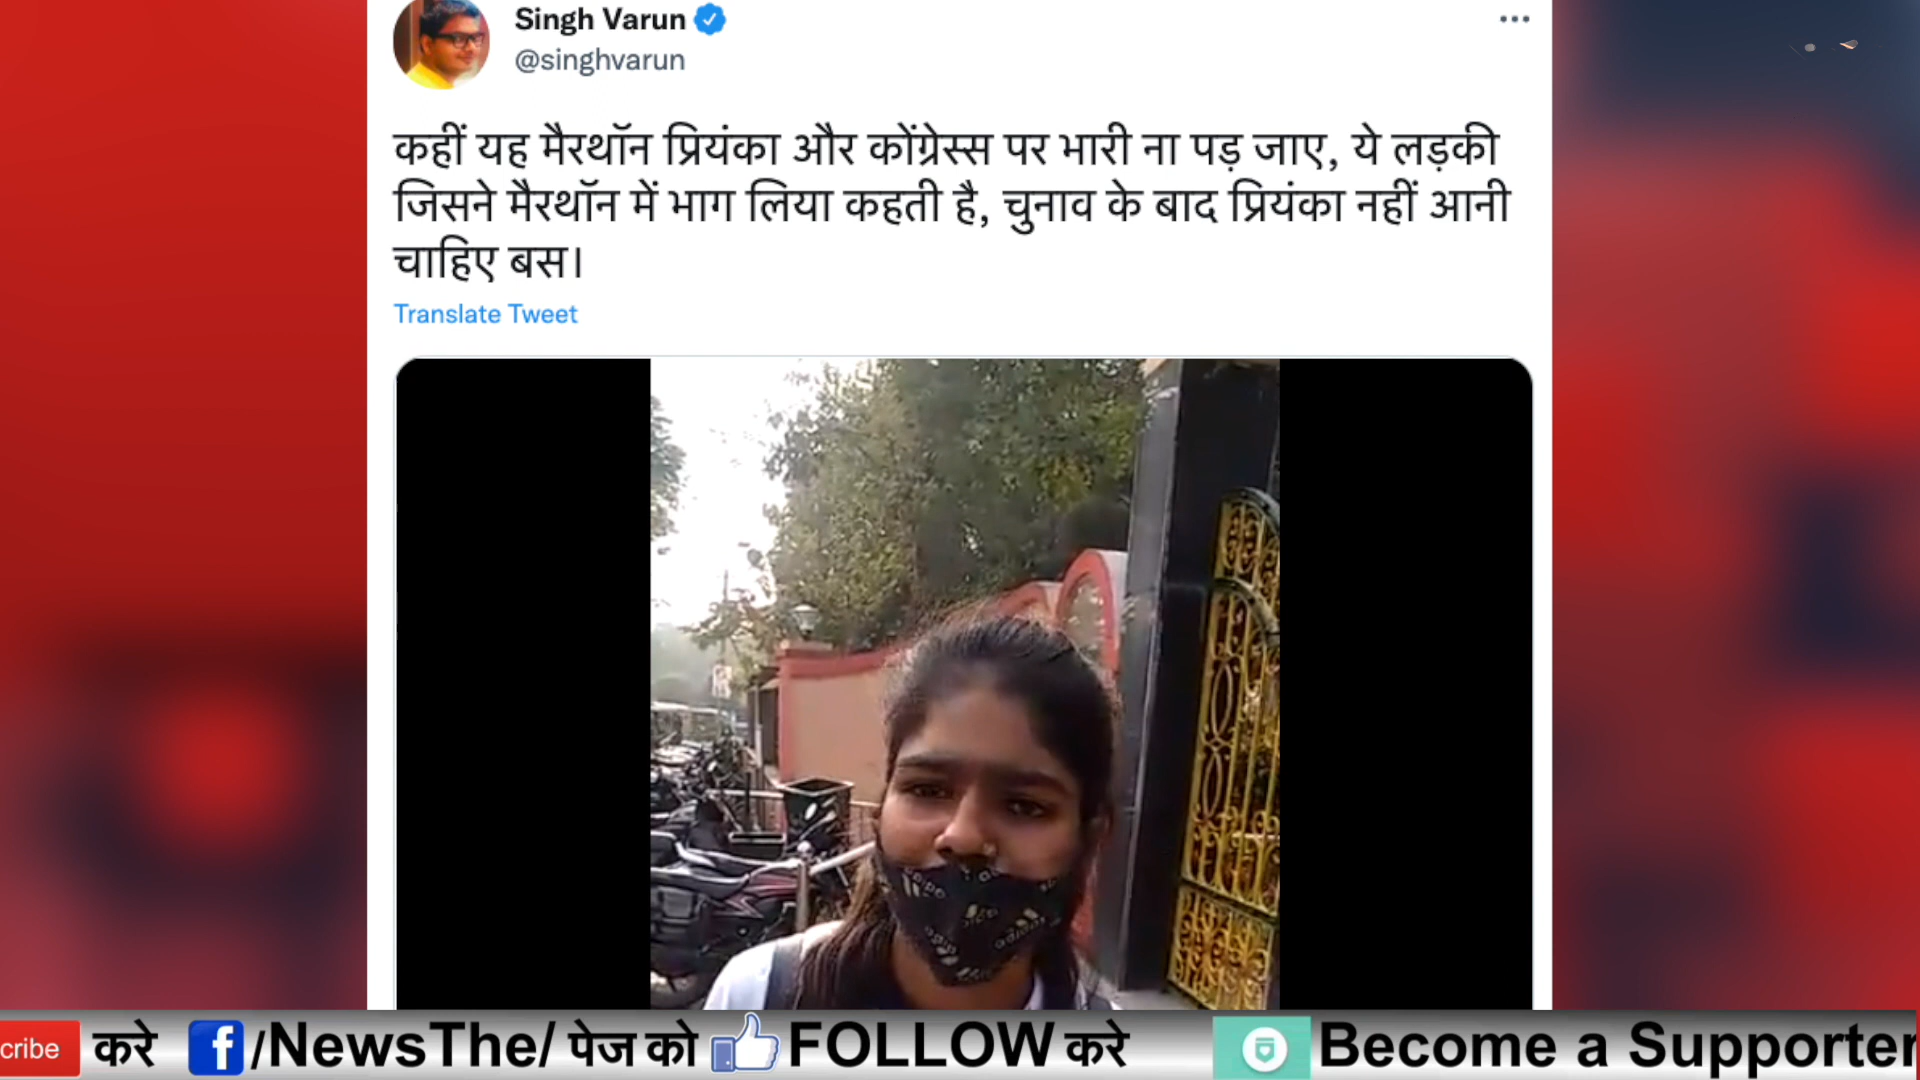 Singh Varun
@singhvarun
कहीं यह मैरथॉन प्रियंका और कोंग्रेस्स पर भारी ना पड़ जाए, ये लड़की
जिसने मैरथॉन में भाग लिया कहती है, चुनाव के बाद प्रियंका नहीं आनी
चाहिए बस।
Translate Tweet
cribe करे f/NewsThe/ पेज को FOLLOW करे Become a Supporter